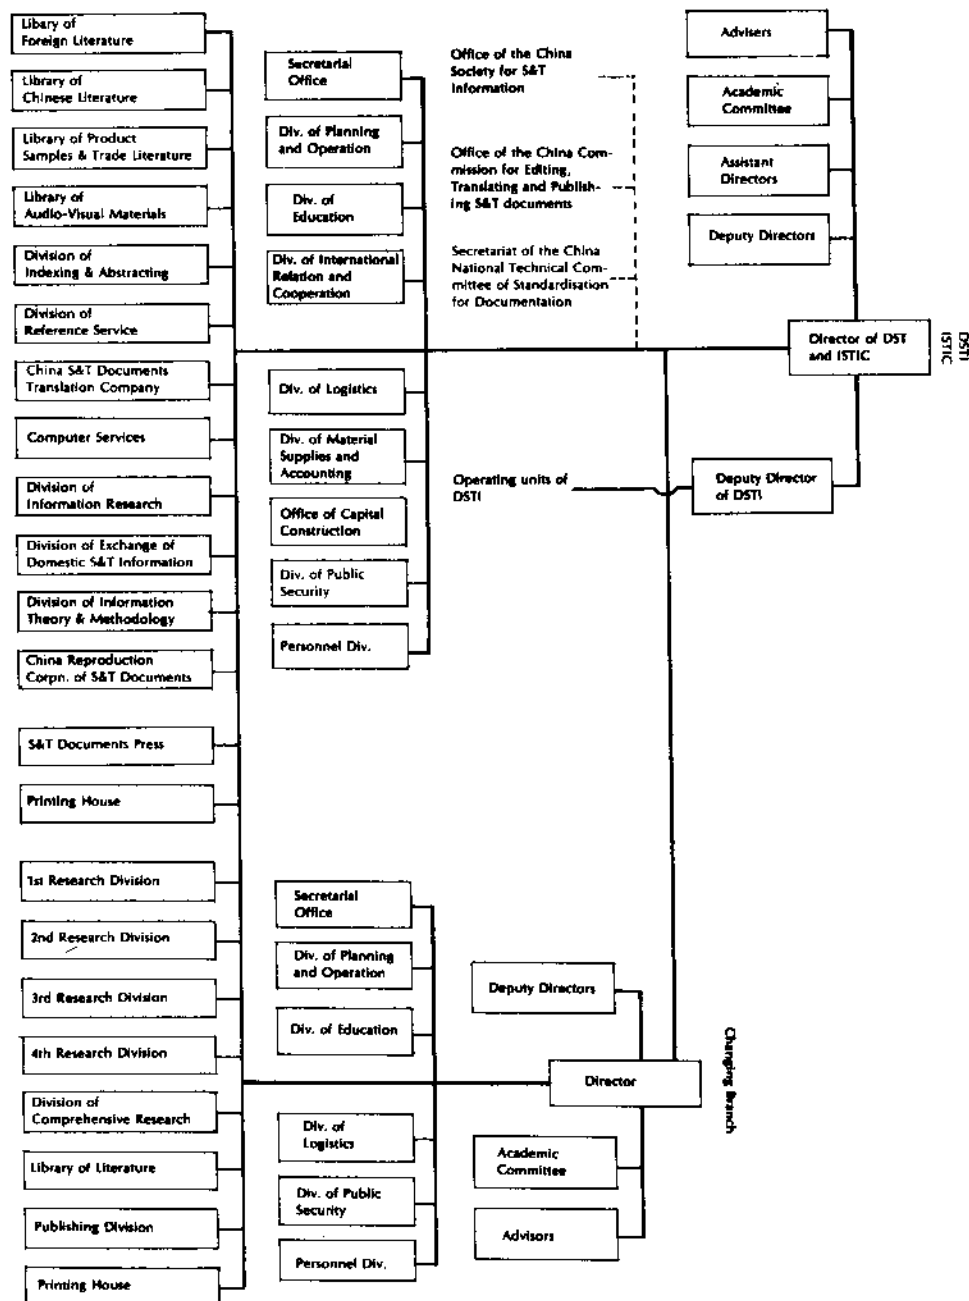 Libary of
Foreign Literature
Library of
Chinese Literature
Library of Product
Samples & Trade Literature
Library of
Audio-Visual Materials
Division of
Indexing & Abstracting
Division of
Reference Service
China S&T Documents
Translation Company
Computer Services
Division of
Information Research
Division of Exchange of
Domestic S&T Information
Division of Information
Theory & Methodology
China Reproduction
Corpn. of S&T Documents
S&T Documents Press
Printing House
1st Research Division
2nd Research Division
3rd Research Division
4th Research Division
Division of
Comprehensive Research
Library of Literature
Publishing Division
Printing House
Secretarial
Office
Div. of Planning
and Operation
Div. of
Education
Div. of International
Relation and
Cooperation
Div. of Logistics
Div. of Material
Supplies and
Accounting
Office of Capital
Construction
Div. of Public
Security
Personnel Div.
Secretarial
Office
Div. of Planning
and Operation
Div. of Education
Div. of
Logistics
Div. of Public
Security
Personnel Div.
Office of the China
Society for S&T
Information
Office of the China Com-
mission for Editing,
Translating and Publish-
ing S&T documents
Secretariat of the China
National Technical Com-
mittee of Standardisation
for Documentation
Operating units of
DSTI
Advisers
Academic
Committee
Assistant
Directors
Deputy Directors
Director of DST
and ISTIC
DSTI
ISTIC
Deputy Director
of DSTI
Deputy Directors
Director
Academic
Committee
Advisors
Changing Branch